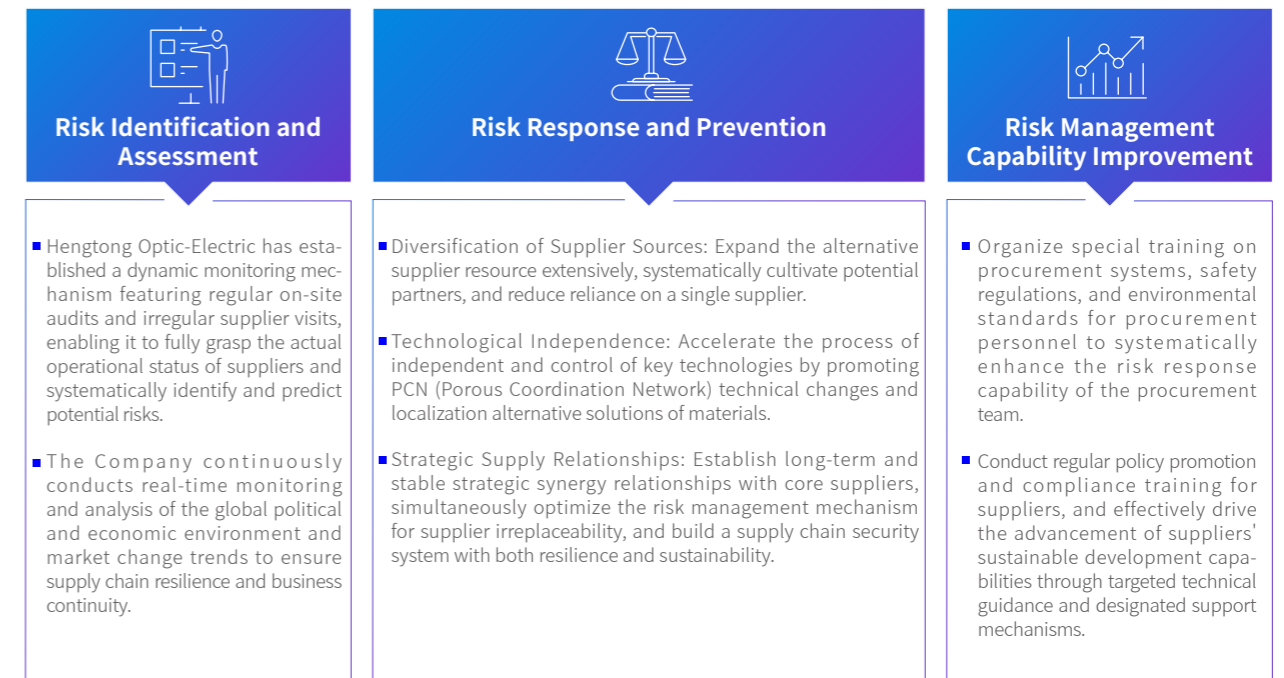 Risk Identification and
Assessment
Hengtong Optic-Electric has esta-
blished a dynamic monitoring mec-
hanism featuring regular on-site
audits and irregular supplier visits,
enabling it to fully grasp the actual
operational status of suppliers and
systematically identify and predict
potential risks.
The Company continuously
conducts real-time monitoring
and analysis of the global political
and economic environment and
market change trends to ensure
supply chain resilience and business
continuity.
Risk Response and Prevention
Diversification of Supplier Sources: Expand the alternative
supplier resource extensively, systematically cultivate potential
partners, and reduce reliance on a single supplier.
Technological Independence: Accelerate the process of
independent and control of key technologies by promoting
PCN (Porous Coordination Network) technical changes and
localization alternative solutions of materials.
Strategic Supply Relationships: Establish long-term and
stable strategic synergy relationships with core suppliers,
simultaneously optimize the risk management mechanism
for supplier irreplaceability, and build a supply chain security
system with both resilience and sustainability.
Risk Management
Capability Improvement
Organize special training on
procurement systems, safety
regulations, and environmental
standards for procurement
personnel to systematically
enhance the risk response
capability of the procurement
team.
Conduct regular policy promotion
and compliance training for
suppliers, and effectively drive
the advancement of suppliers'
sustainable development capa-
bilities through targeted technical
guidance and designated support
mechanisms.